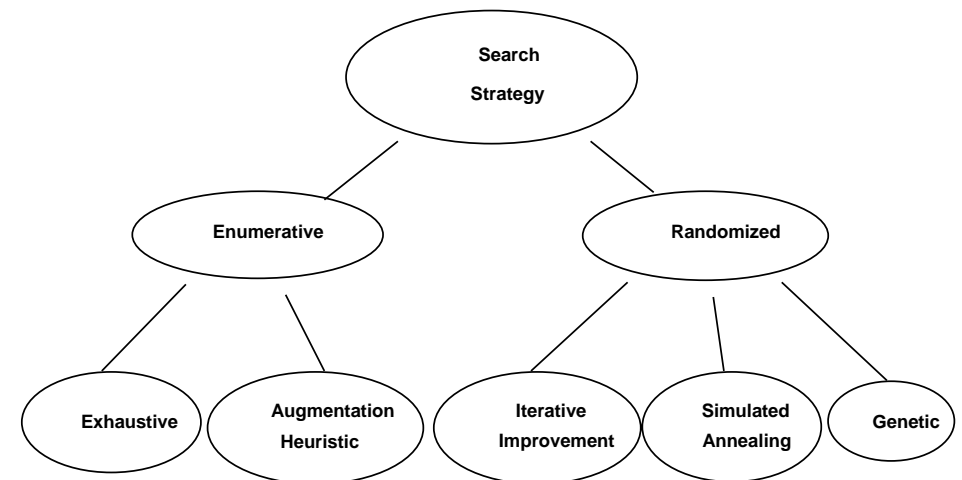 Search
Strategy
Enumerative
Randomized
Exhaustive
Augmentation
Heuristic
Iterative
Improvement
Simulated
Annealing
Genetic